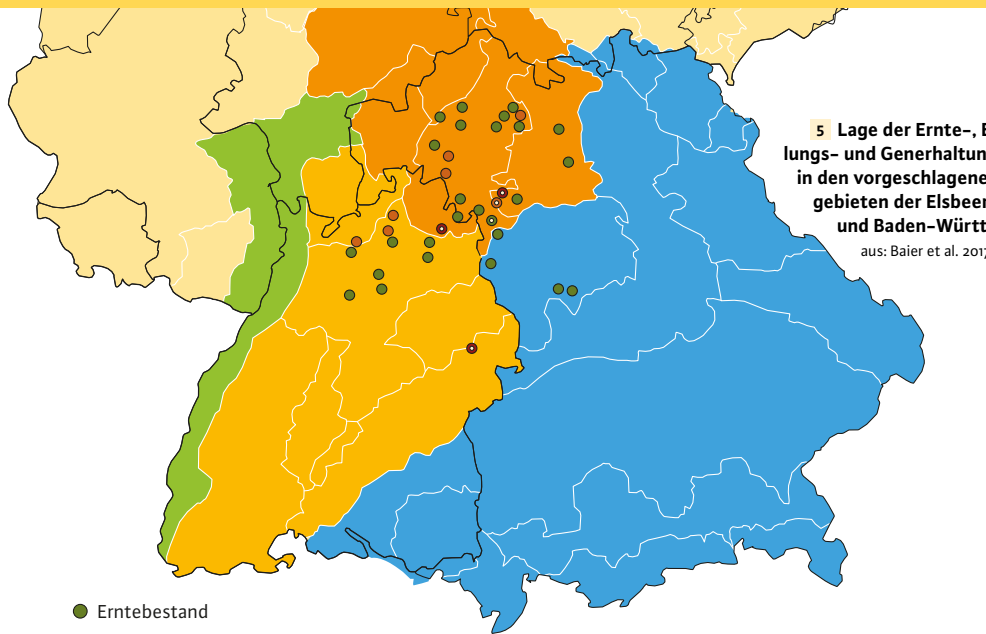 5 Lage der Ernte-,
lungs- und Generhaltun
in den vorgeschlagene
gebieten der Elsbeer
und Baden-Württ
aus: Baier et al. 2017
Erntebestand